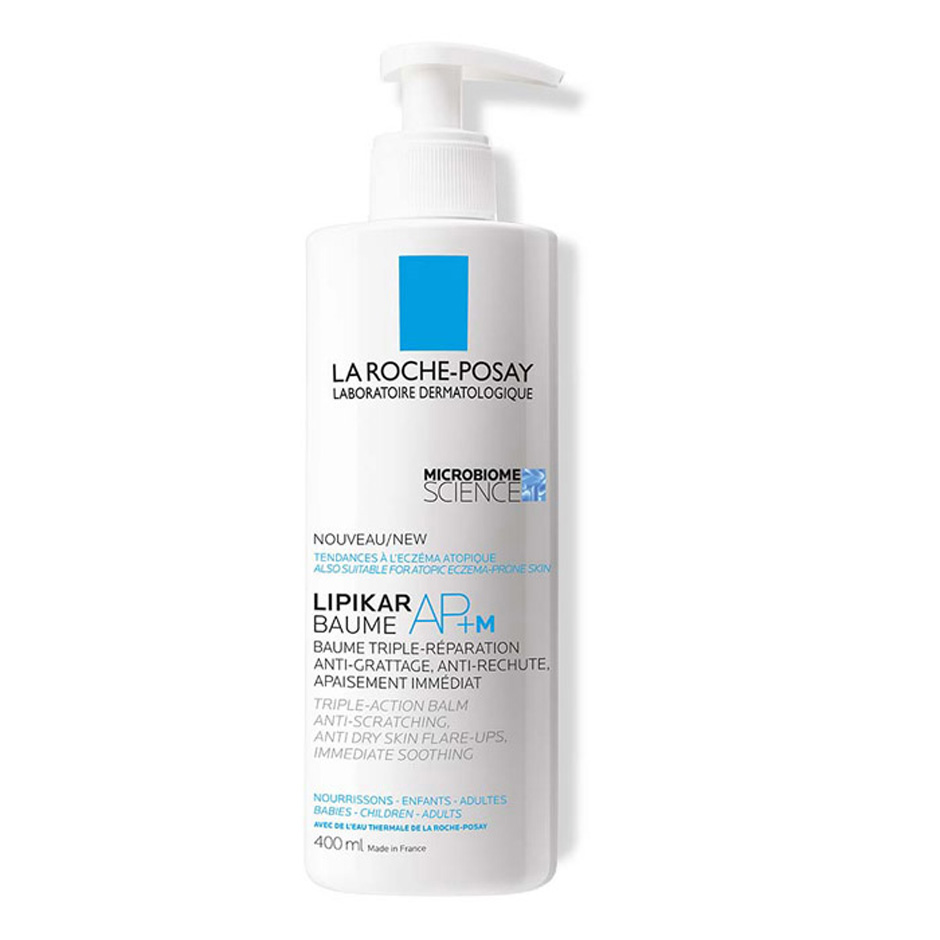 LA ROCHE-POSAY
LABORATOIRE DERMATOLOGIQUE
MICROBIOME
SCIENCE
NOUVEAU/NEW
TENDANCES À L'ECZÉMA ATOPIQUE
ALSO SUITABLE FOR ATOPIC ECZEMA-PRONE SKIN
LIPIKAR
BAUME AP+M
BAUME TRIPLE-RÉPARATION
ANTI-GRATTAGE, ANTI-RECHUTE,
APAISEMENT IMMÉDIAT
TRIPLE-ACTION BALM
ANTI-SCRATCHING,
ANTI DRY SKIN FLARE-UPS,
IMMEDIATE SOOTHING
NOURRISSONS - ENFANTS - ADULTES
BABIES - CHILDREN - ADULTS
AVEC DE L'EAU THERMALE DE LA ROCHE-POSAY
400 ml Made in France